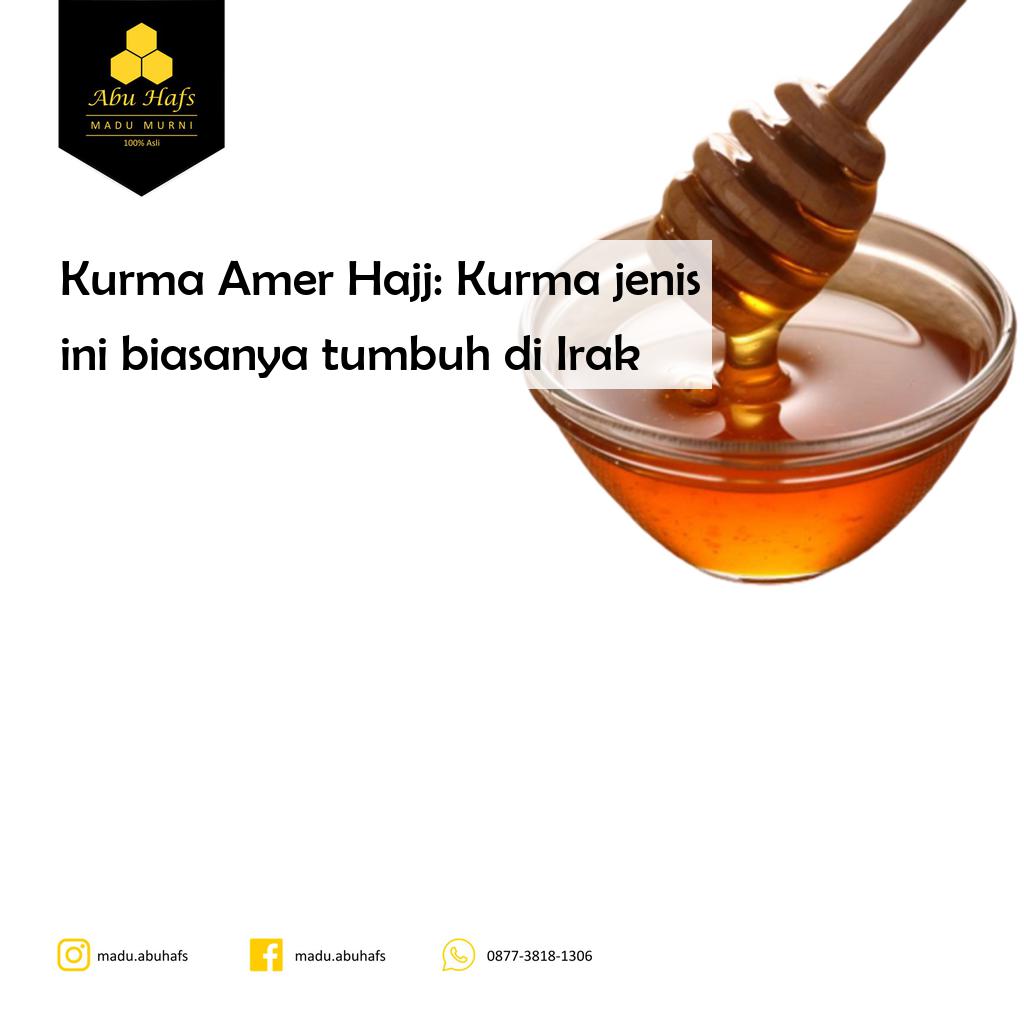 Abu Hafs
MADU MURNI
100% Asli
Kurma Amer Hajj: Kurma jenis
ini biasanya tumbuh di Irak
madu.abuhafs
madu.abuhafs
0877-3818-1306